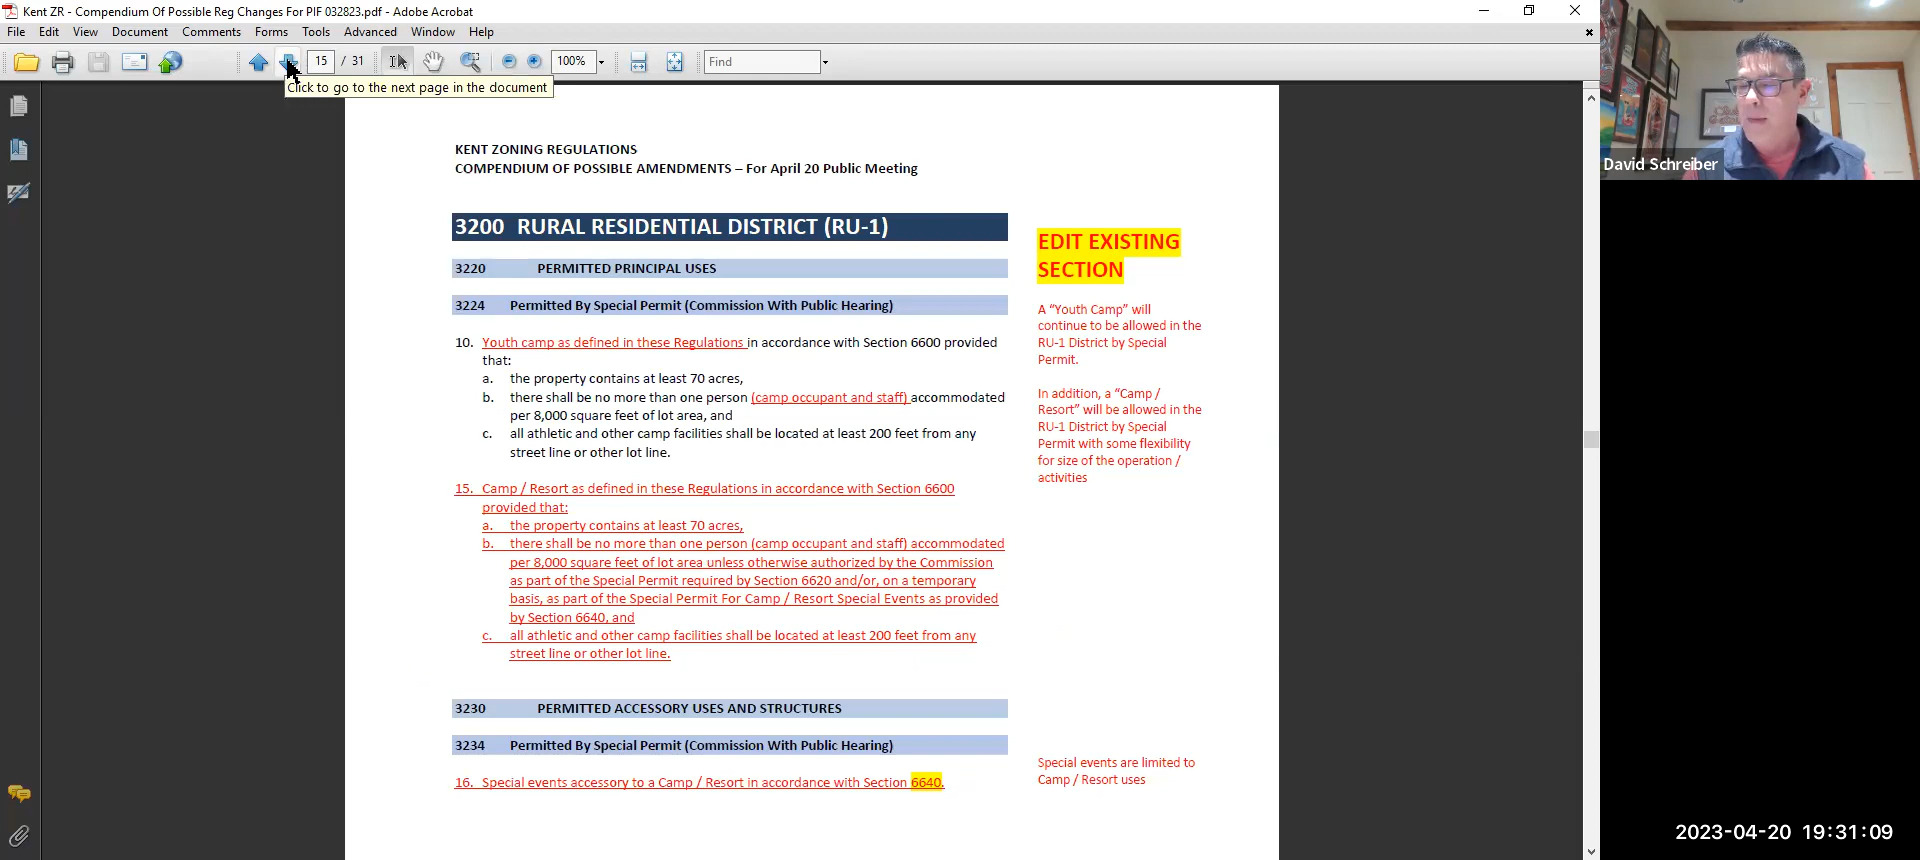 Kent ZR - Compendium Of Possible Reg Changes For PIF 032823.pdf - Adobe Acrobat
File Edit View Document Comments Forms Tools Advanced Window Help
15 / 31 100% Find
Click to go to the next page in the document
KENT ZONING REGULATIONS
COMPENDIUM OF POSSIBLE AMENDMENTS – For April 20 Public Meeting
3200 RURAL RESIDENTIAL DISTRICT (RU-1)
3220 PERMITTED PRINCIPAL USES
3224 Permitted By Special Permit (Commission With Public Hearing)
10. Youth camp as defined in these Regulations in accordance with Section 6600 provided
that:
a. the property contains at least 70 acres,
b. there shall be no more than one person (camp occupant and staff) accommodated
per 8,000 square feet of lot area, and
c. all athletic and other camp facilities shall be located at least 200 feet from any
street line or other lot line.
15. Camp / Resort as defined in these Regulations in accordance with Section 6600
provided that:
a. the property contains at least 70 acres,
b. there shall be no more than one person (camp occupant and staff) accommodated
per 8,000 square feet of lot area unless otherwise authorized by the Commission
as part of the Special Permit required by Section 6620 and/or, on a temporary
basis, as part of the Special Permit For Camp / Resort Special Events as provided
by Section 6640, and
c. all athletic and other camp facilities shall be located at least 200 feet from any
street line or other lot line.
3230 PERMITTED ACCESSORY USES AND STRUCTURES
3234 Permitted By Special Permit (Commission With Public Hearing)
16. Special events accessory to a Camp / Resort in accordance with Section 6640.
EDIT EXISTING
SECTION
A “Youth Camp” will
continue to be allowed in the
RU-1 District by Special
Permit.
In addition, a “Camp /
Resort” will be allowed in the
RU-1 District by Special
Permit with some flexibility
for size of the operation /
activities
Special events are limited to
Camp / Resort uses
David Schreiber
2023-04-20 19:31:09